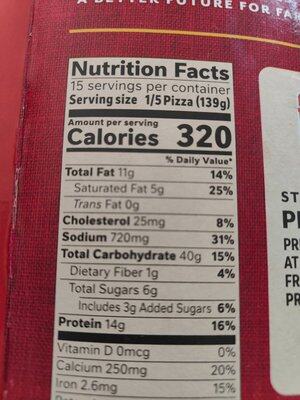 A BETTER FUTURE FOR FA
Nutrition Facts
15 servings per container
Serving size 1/5 Pizza (139g)
Amount per serving
Calories 320
% Daily Value*
Total Fat 11g 14%
Saturated Fat 5g 25%
Trans Fat 0g
Cholesterol 25mg 8%
Sodium 720mg 31%
Total Carbohydrate 40g 15%
Dietary Fiber 1g 4%
Total Sugars 6g
Includes 3g Added Sugars 6%
Protein 14g 16%
Vitamin D 0mcg 0%
Calcium 250mg 20%
Iron 2.6mg 15%
ST
PR
AT
FR
PR